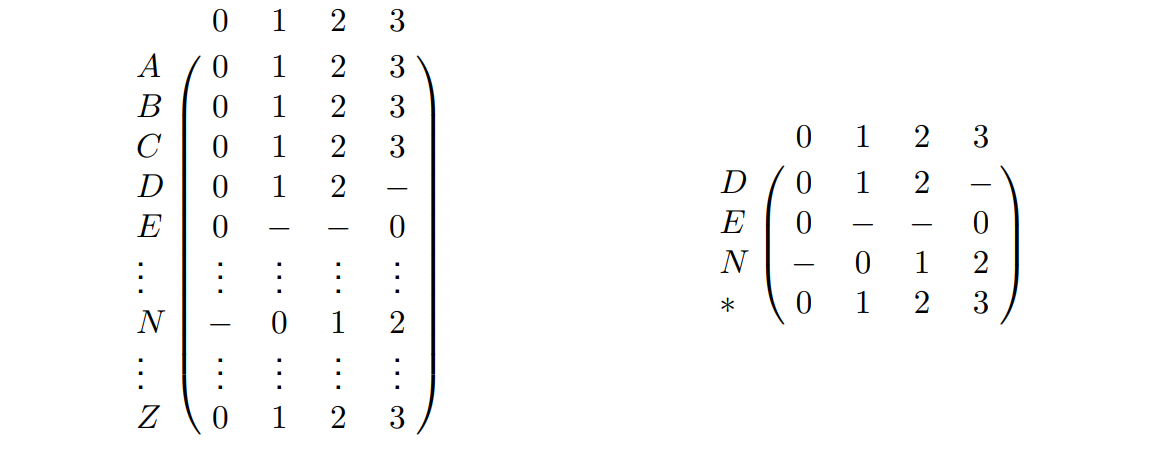 0 1 2 3
A 0 1 2 3
B 0 1 2 3
C 0 1 2 3
D 0 1 2 −
E 0 − − 0
⋮ ⋮ ⋮ ⋮ ⋮
N − 0 1 2
⋮ ⋮ ⋮ ⋮ ⋮
Z 0 1 2 3
0 1 2 3
D 0 1 2 −
E 0 − − 0
N − 0 1 2
∗ 0 1 2 3